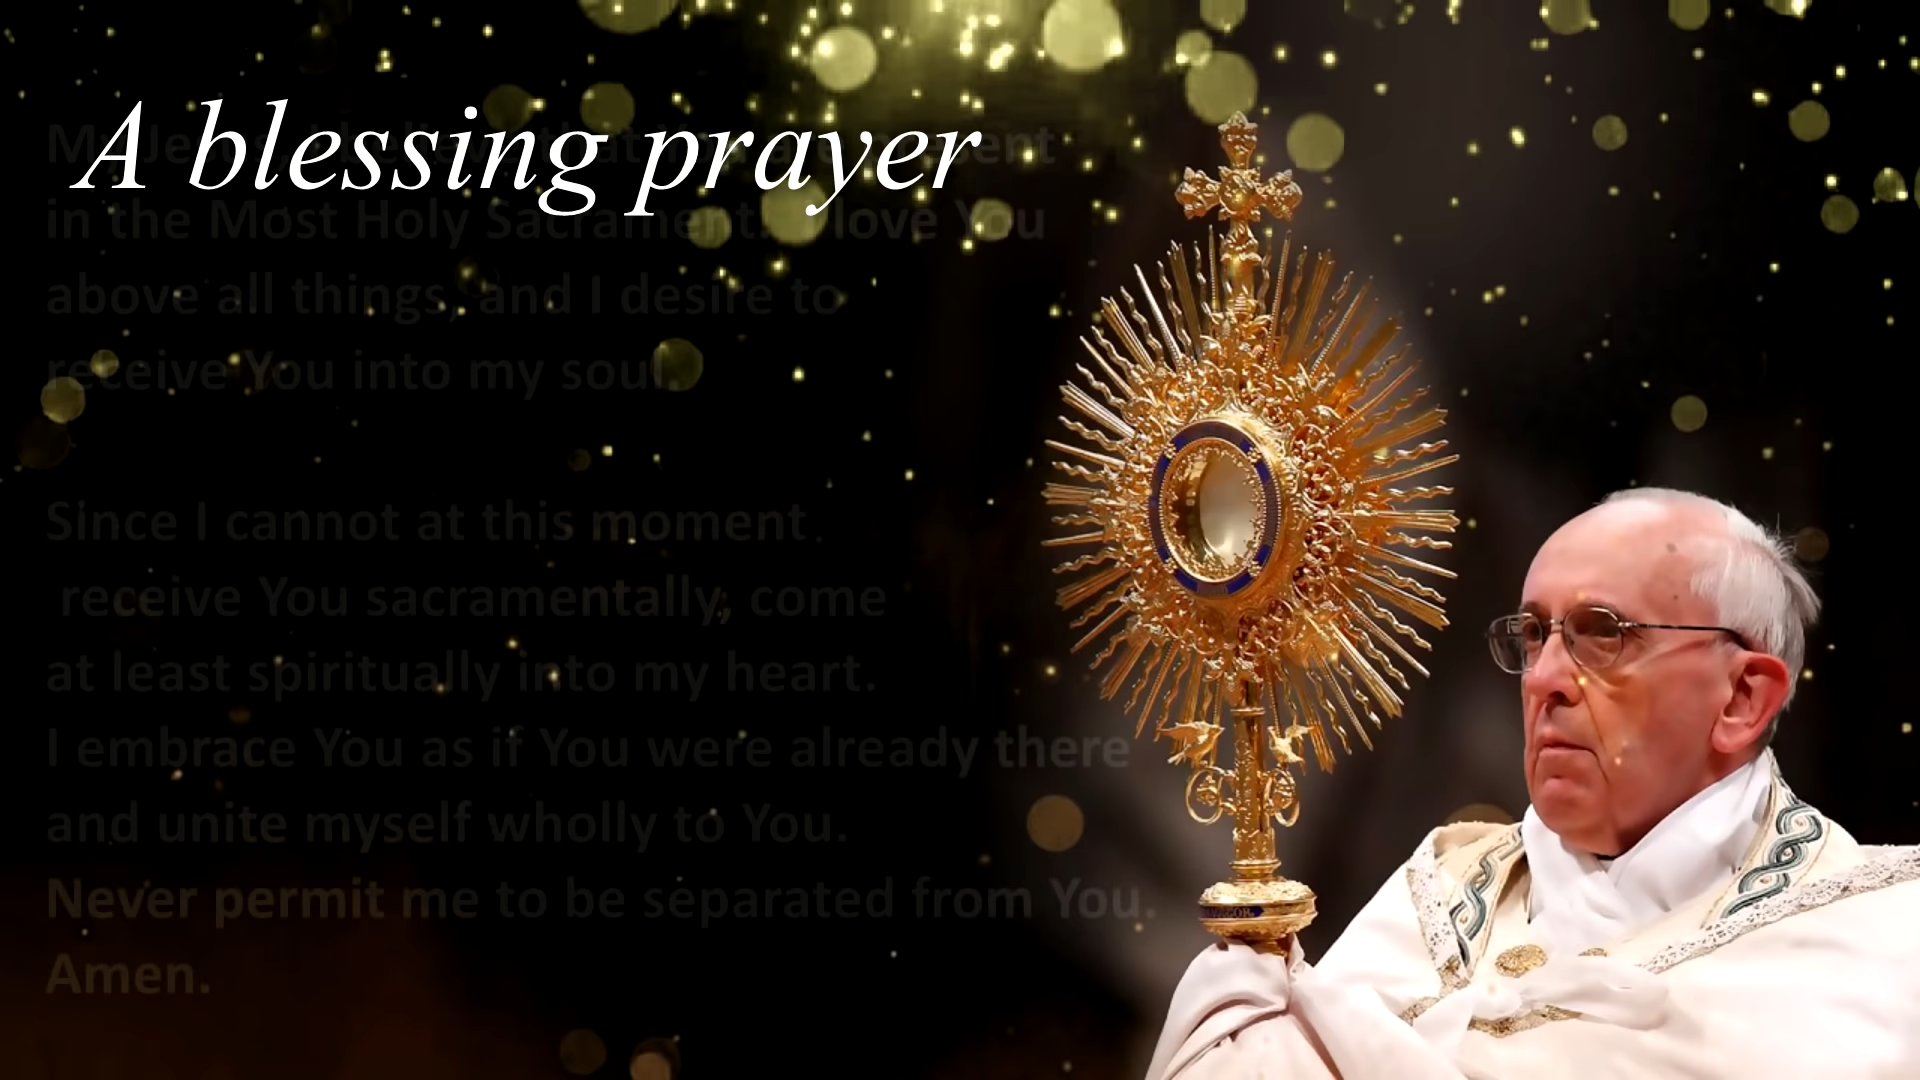 A blessing prayer
in the Most Holy Sacrament. I love You
above all things, and I desire to
receive You into my soul.
Since I cannot at this moment
receive You sacramentally, come
at least spiritually into my heart.
I embrace You as if You were already there
and unite myself wholly to You.
Never permit me to be separated from You.
Amen.